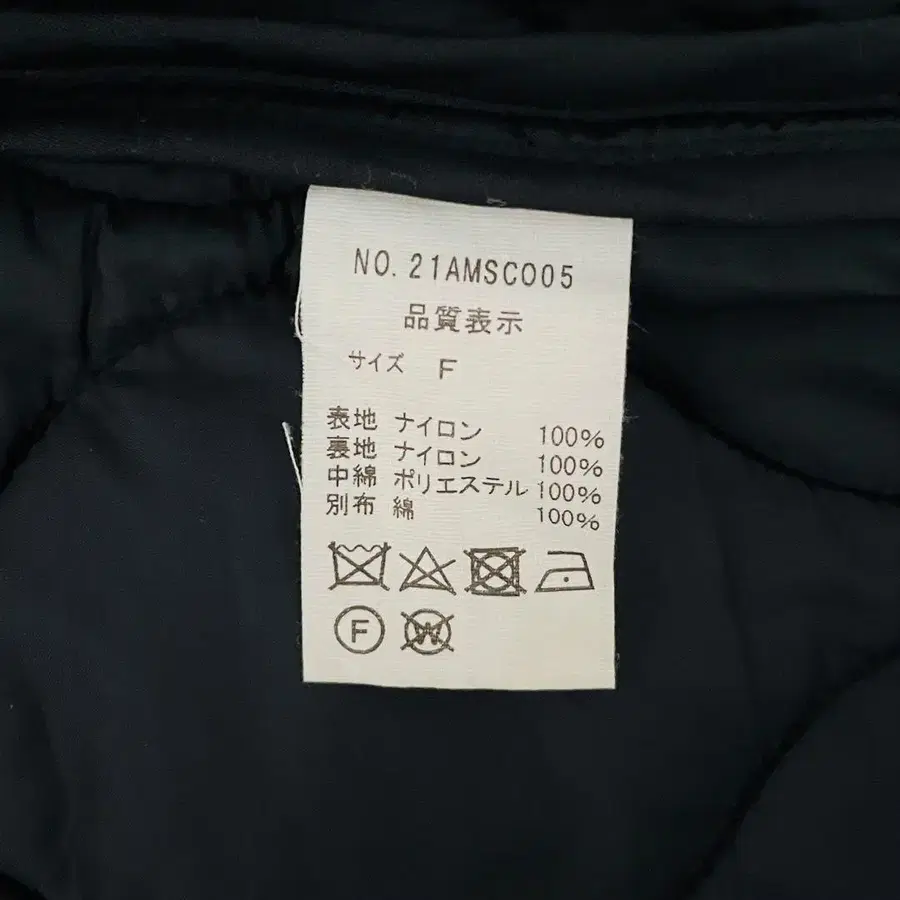 NO. 21AMSC005
品質表示
サイズ F
表地 ナイロン 100%
裏地 ナイロン 100%
中綿 ポリエステル 100%
別布 綿 100%
F W